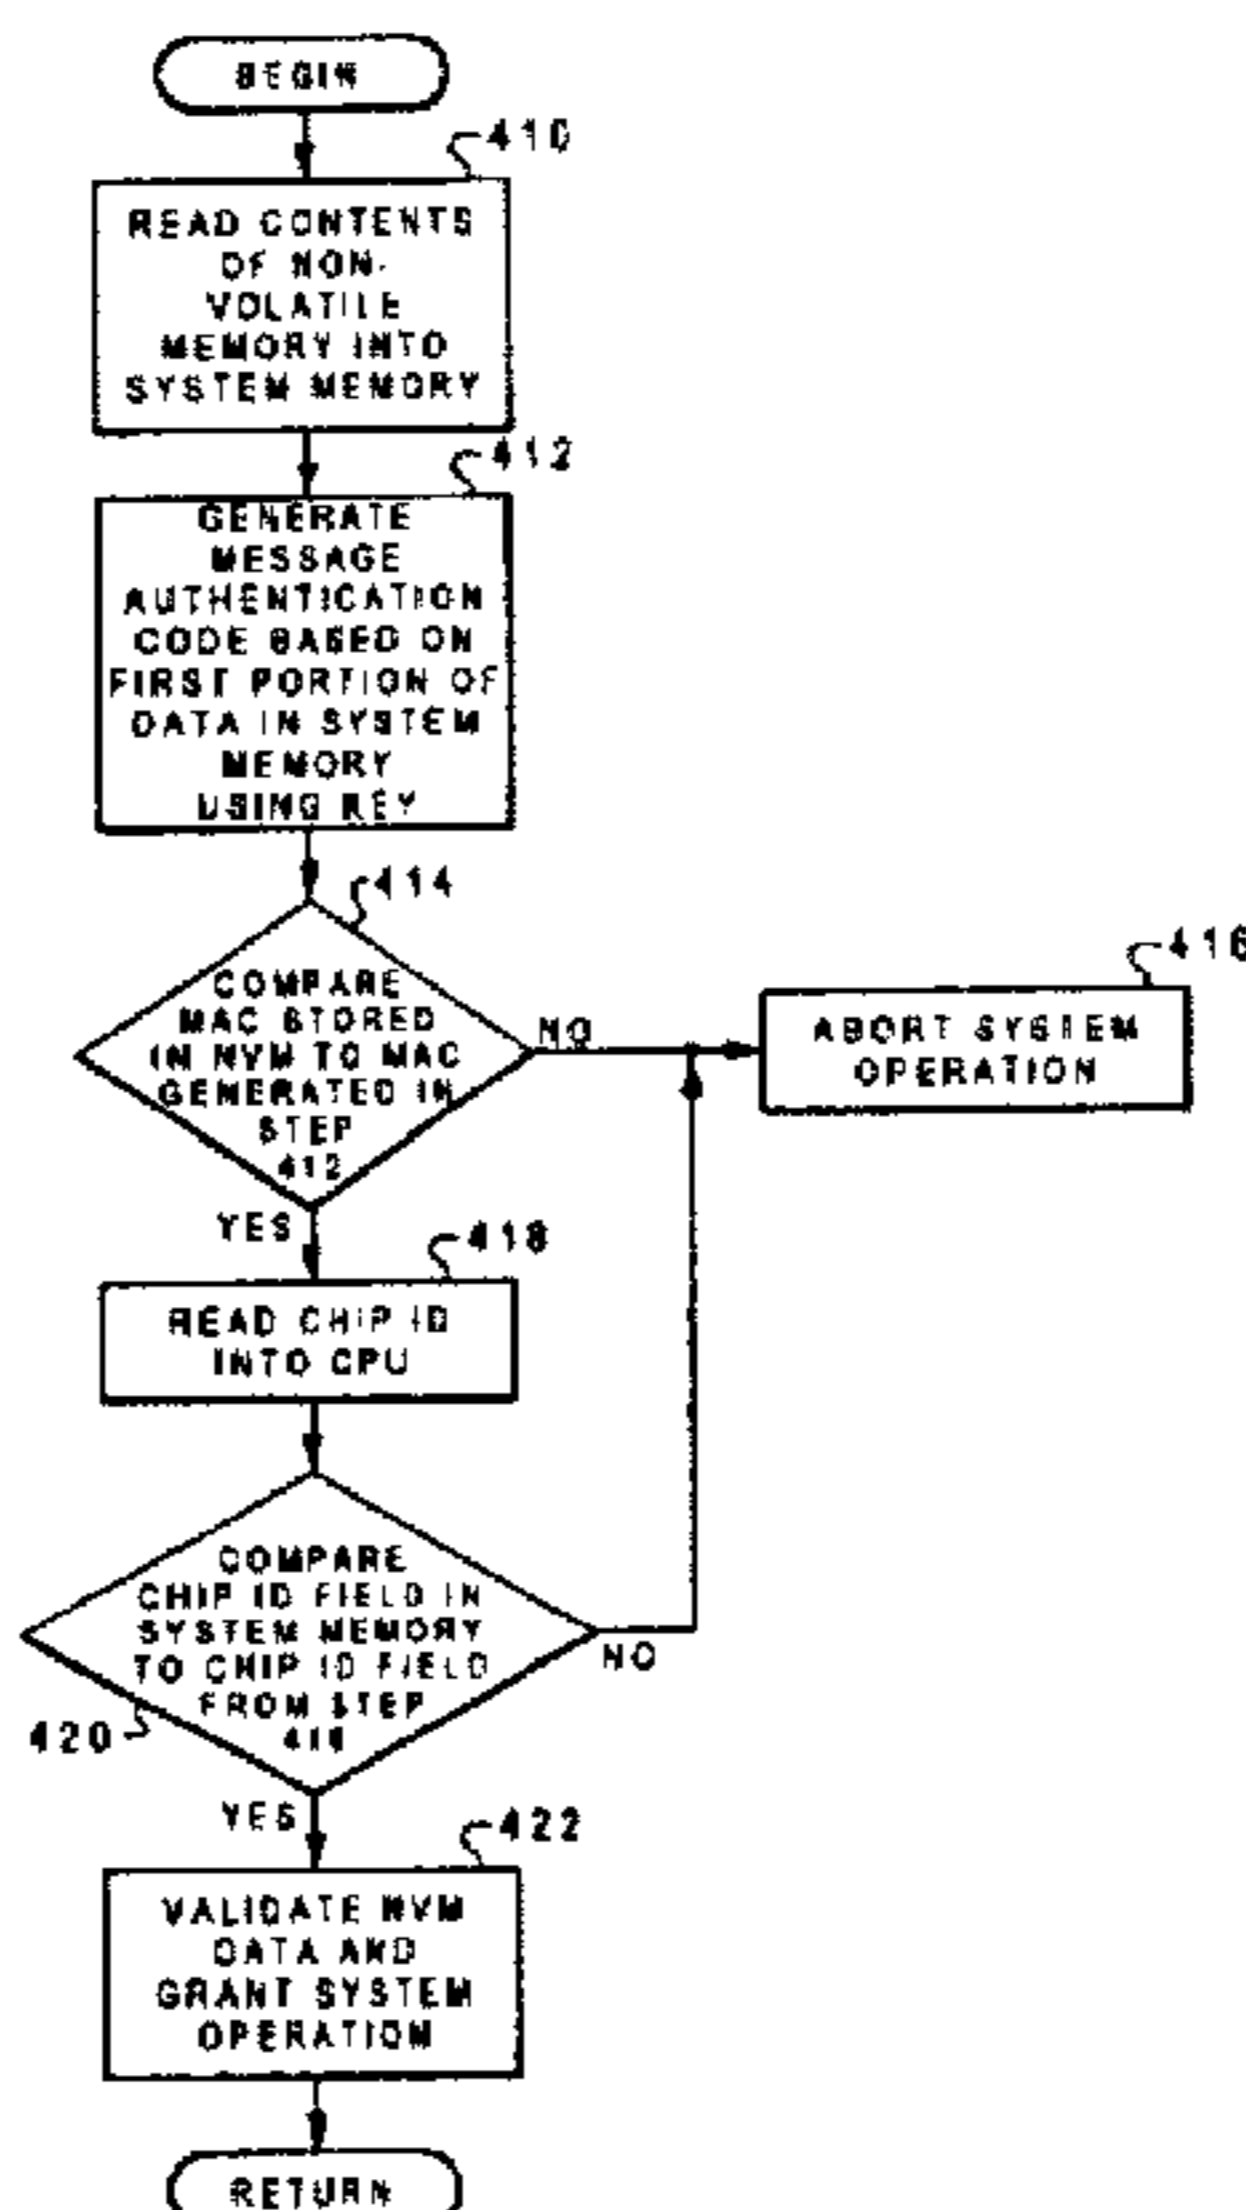 BEGIN
410
READ CONTENTS
OF NON-
VOLATILE
MEMORY INTO
SYSTEM MEMORY
412
GENERATE
MESSAGE
AUTHENTICATION
CODE BASED ON
FIRST PORTION OF
DATA IN SYSTEM
MEMORY
USING KEY
414
COMPARE
MAC STORED
IN NVM TO MAC
GENERATED IN
STEP
412
NO
416
ABORT SYSTEM
OPERATION
YES
418
READ CHIP ID
INTO CPU
COMPARE
CHIP ID FIELD IN
SYSTEM MEMORY
TO CHIP ID FIELD
FROM STEP
418
NO
420
YES
422
VALIDATE NVM
DATA AND
GRANT SYSTEM
OPERATION
RETURN